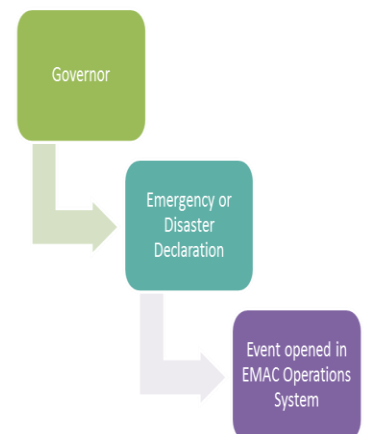 Governor
Emergency or
Disaster
Declaration
Event opened in
EMAC Operations
System